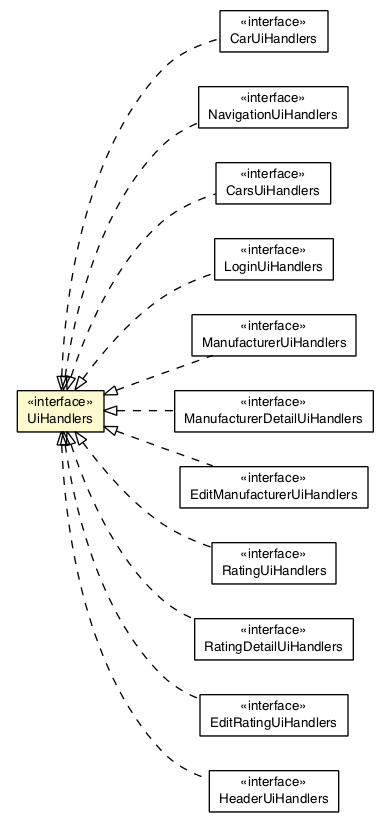 «interface»
CarUiHandlers
«interface»
NavigationUiHandlers
«interface»
CarsUiHandlers
«interface»
LoginUiHandlers
«interface»
ManufacturerUiHandlers
«interface»
UiHandlers
«interface»
ManufacturerDetailUiHandlers
«interface»
EditManufacturerUiHandlers
«interface»
RatingUiHandlers
«interface»
RatingDetailUiHandlers
«interface»
EditRatingUiHandlers
«interface»
HeaderUiHandlers